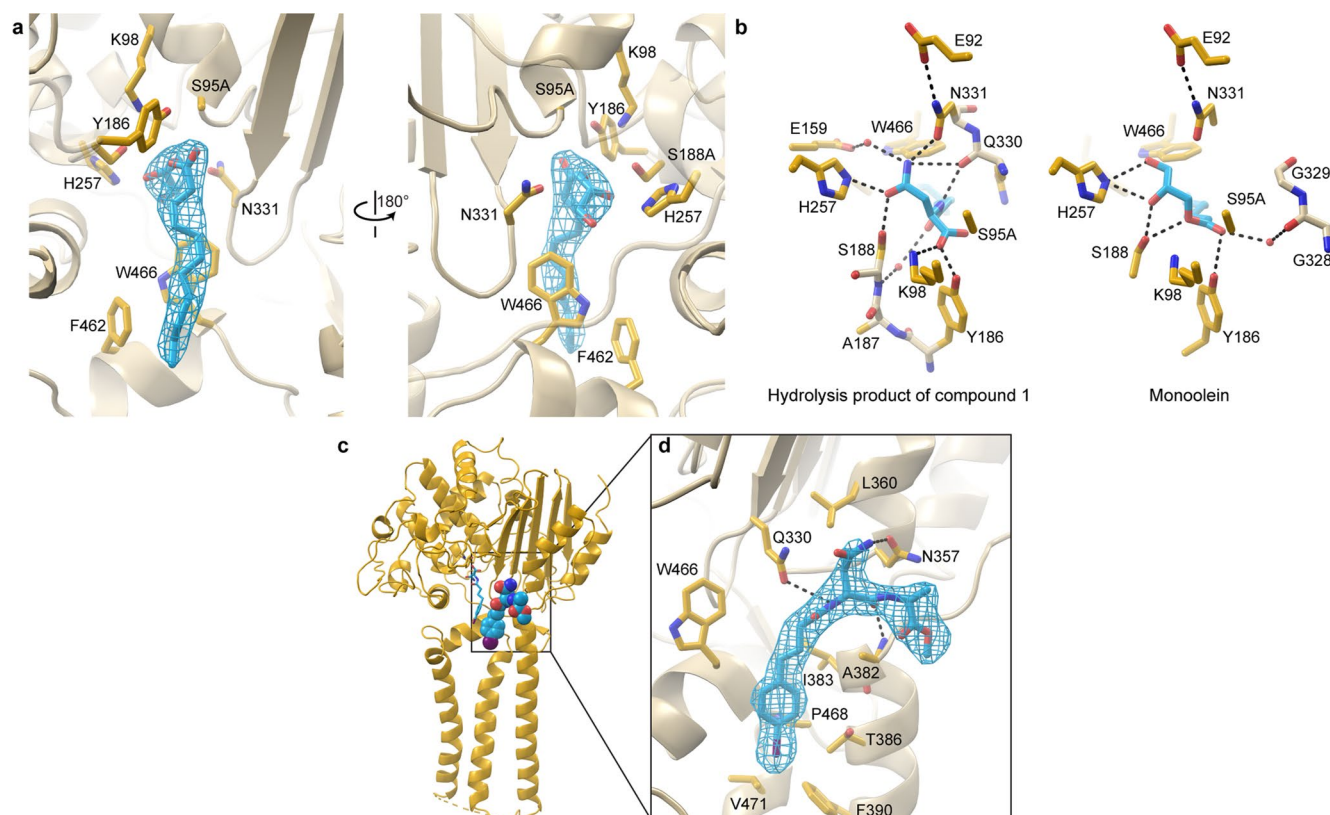 a
K98
S95A
Y186
H257
N331
W466
F462
180°
K98
S95A
Y186
S188A
N331
H257
W466
F462
b
E92
N331
E159
W466
Q330
H257
S95A
S188
K98
A187
Y186
Hydrolysis product of compound 1
E92
N331
W466
G329
S95A
H257
S188
K98
G328
Y186
Monoolein
c
d
L360
Q330
N357
W466
I383
A382
P468
T386
V471
F390